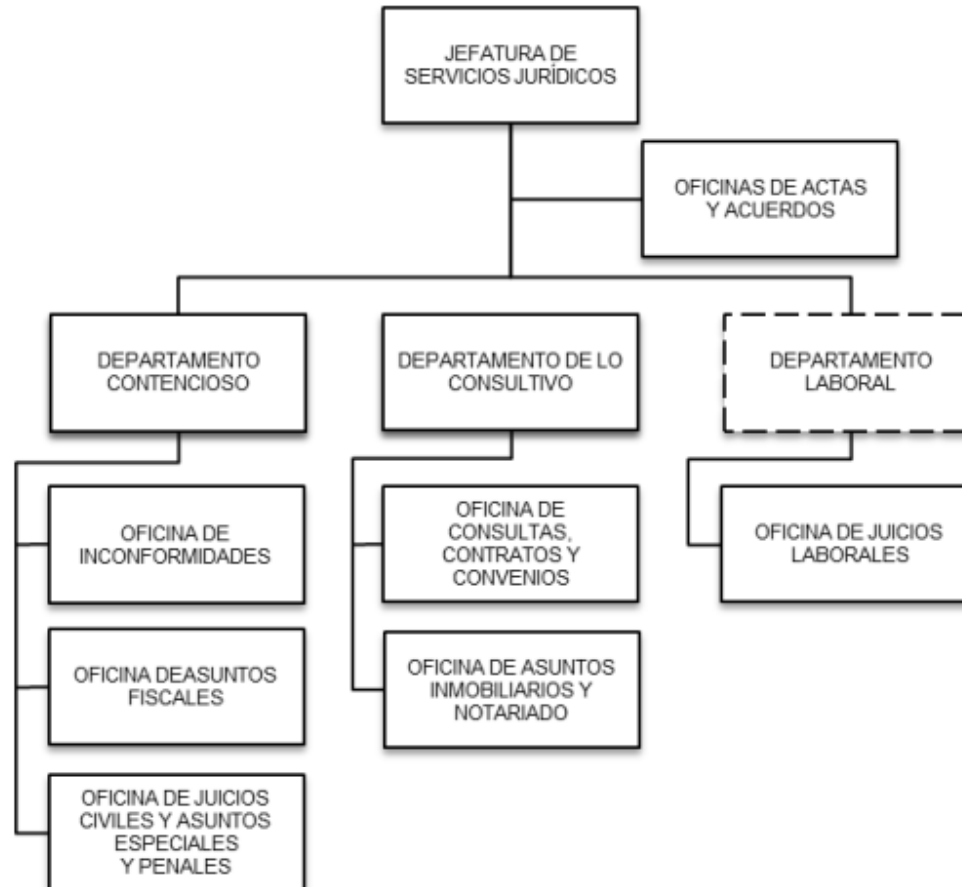 JEFATURA DE
SERVICIOS JURÍDICOS
OFICINAS DE ACTAS
Y ACUERDOS
DEPARTAMENTO
CONTENCIOSO
DEPARTAMENTO DE LO
CONSULTIVO
DEPARTAMENTO
LABORAL
OFICINA DE
INCONFORMIDADES
OFICINA DE
CONSULTAS,
CONTRATOS Y
CONVENIOS
OFICINA DE JUICIOS
LABORALES
OFICINA DEASUNTOS
FISCALES
OFICINA DE ASUNTOS
INMOBILIARIOS Y
NOTARIADO
OFICINA DE JUICIOS
CIVILES Y ASUNTOS
ESPECIALES
Y PENALES